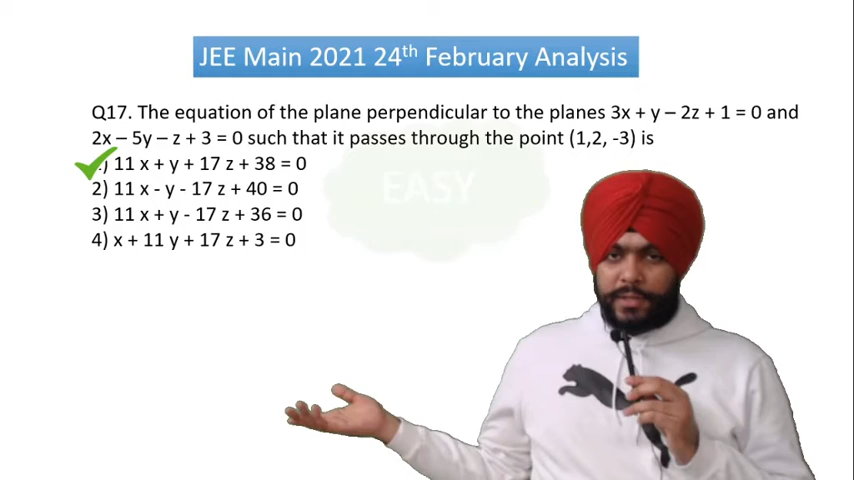 JEE Main 2021 24th February Analysis
Q17. The equation of the plane perpendicular to the planes 3x + y – 2z + 1 = 0 and
2x – 5y – z + 3 = 0 such that it passes through the point (1,2, -3) is
11 x + y + 17 z + 38 = 0
2) 11 x - y - 17 z + 40 = 0
3) 11 x + y - 17 z + 36 = 0
4) x + 11 y + 17 z + 3 = 0
EASY